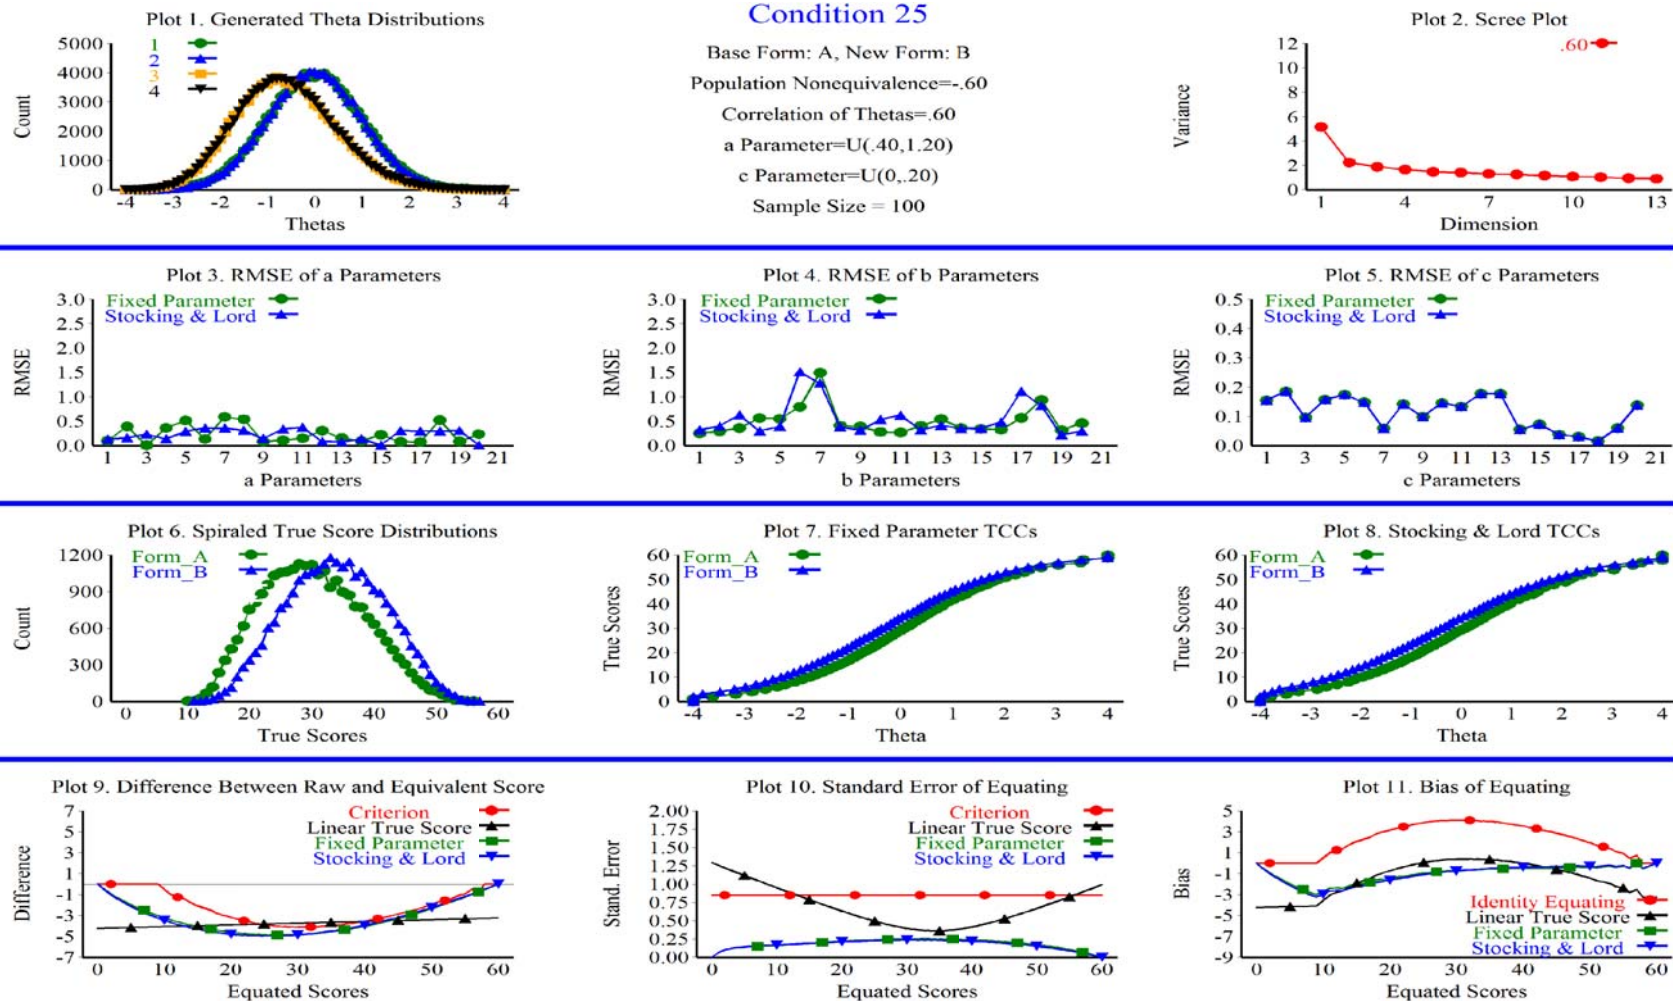 Condition 25
Base Form: A, New Form: B
Population Nonequivalence=-.60
Correlation of Thetas=.60
a Parameter=U(.40,1.20)
c Parameter=U(0,.20)
Sample Size = 100
Plot 1. Generated Theta Distributions
1
2
3
4
Count
5000
4000
3000
2000
1000
0
-4 -3 -2 -1 0 1 2 3 4
Thetas
Plot 2. Scree Plot
.60
Variance
12
10
8
6
4
2
0
1 4 7 10 13
Dimension
Plot 3. RMSE of a Parameters
Fixed Parameter
Stocking & Lord
RMSE
3.0
2.5
2.0
1.5
1.0
0.5
0.0
1 3 5 7 9 11 13 15 17 19 21
a Parameters
Plot 4. RMSE of b Parameters
Fixed Parameter
Stocking & Lord
RMSE
3.0
2.5
2.0
1.5
1.0
0.5
0.0
1 3 5 7 9 11 13 15 17 19 21
b Parameters
Plot 5. RMSE of c Parameters
Fixed Parameter
Stocking & Lord
RMSE
0.5
0.4
0.3
0.2
0.1
0.0
1 3 5 7 9 11 13 15 17 19 21
c Parameters
Plot 6. Spiraled True Score Distributions
Form_A
Form_B
Count
1200
900
600
300
0
0 10 20 30 40 50 60
True Scores
Plot 7. Fixed Parameter TCCs
Form_A
Form_B
True Scores
60
50
40
30
20
10
0
-4 -3 -2 -1 0 1 2 3 4
Theta
Plot 8. Stocking & Lord TCCs
Form_A
Form_B
True Scores
60
50
40
30
20
10
0
-4 -3 -2 -1 0 1 2 3 4
Theta
Plot 9. Difference Between Raw and Equivalent Score
Criterion
Linear True Score
Fixed Parameter
Stocking & Lord
Difference
7
5
3
1
-1
-3
-5
-7
0 10 20 30 40 50 60
Equated Scores
Plot 10. Standard Error of Equating
Criterion
Linear True Score
Fixed Parameter
Stocking & Lord
Stand. Error
2.00
1.75
1.50
1.25
1.00
0.75
0.50
0.25
0.00
0 10 20 30 40 50 60
Equated Scores
Plot 11. Bias of Equating
Identity Equating
Linear True Score
Fixed Parameter
Stocking & Lord
Bias
5
3
1
-1
-3
-5
-7
-9
0 10 20 30 40 50 60
Equated Scores